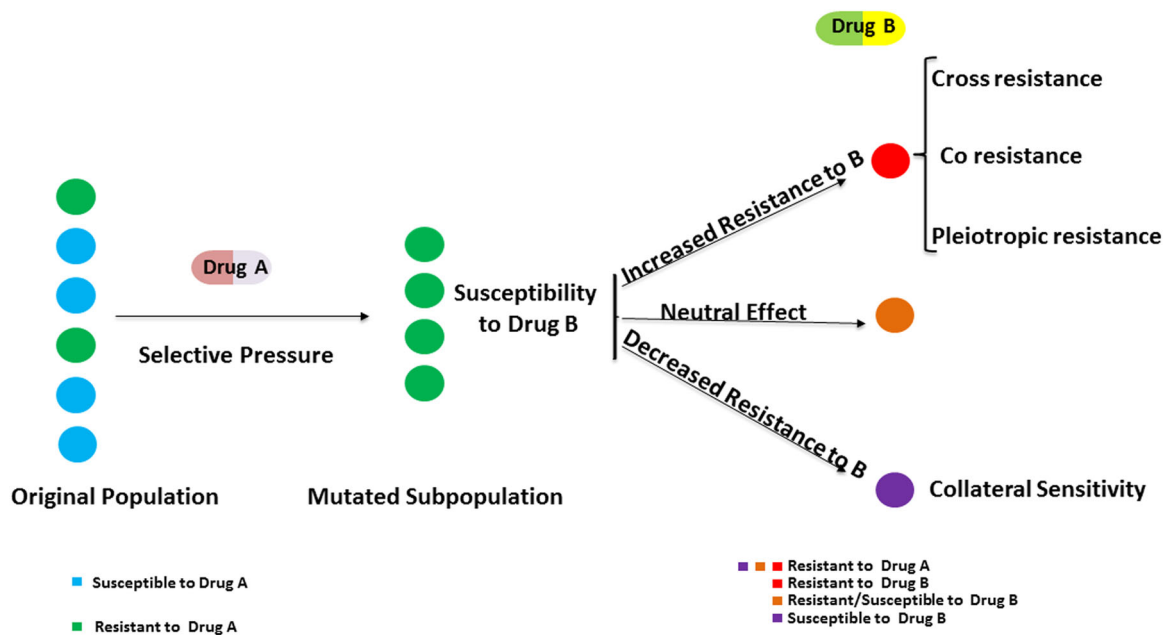 Drug B
Cross resistance
Co resistance
Pleiotropic resistance
Increased Resistance to B
Drug A
Selective Pressure
Susceptibility
to Drug B
Neutral Effect
Decreased Resistance to B
Collateral Sensitivity
Original Population
Mutated Subpopulation
Susceptible to Drug A
Resistant to Drug A
Resistant to Drug A
Resistant to Drug B
Resistant/Susceptible to Drug B
Susceptible to Drug B